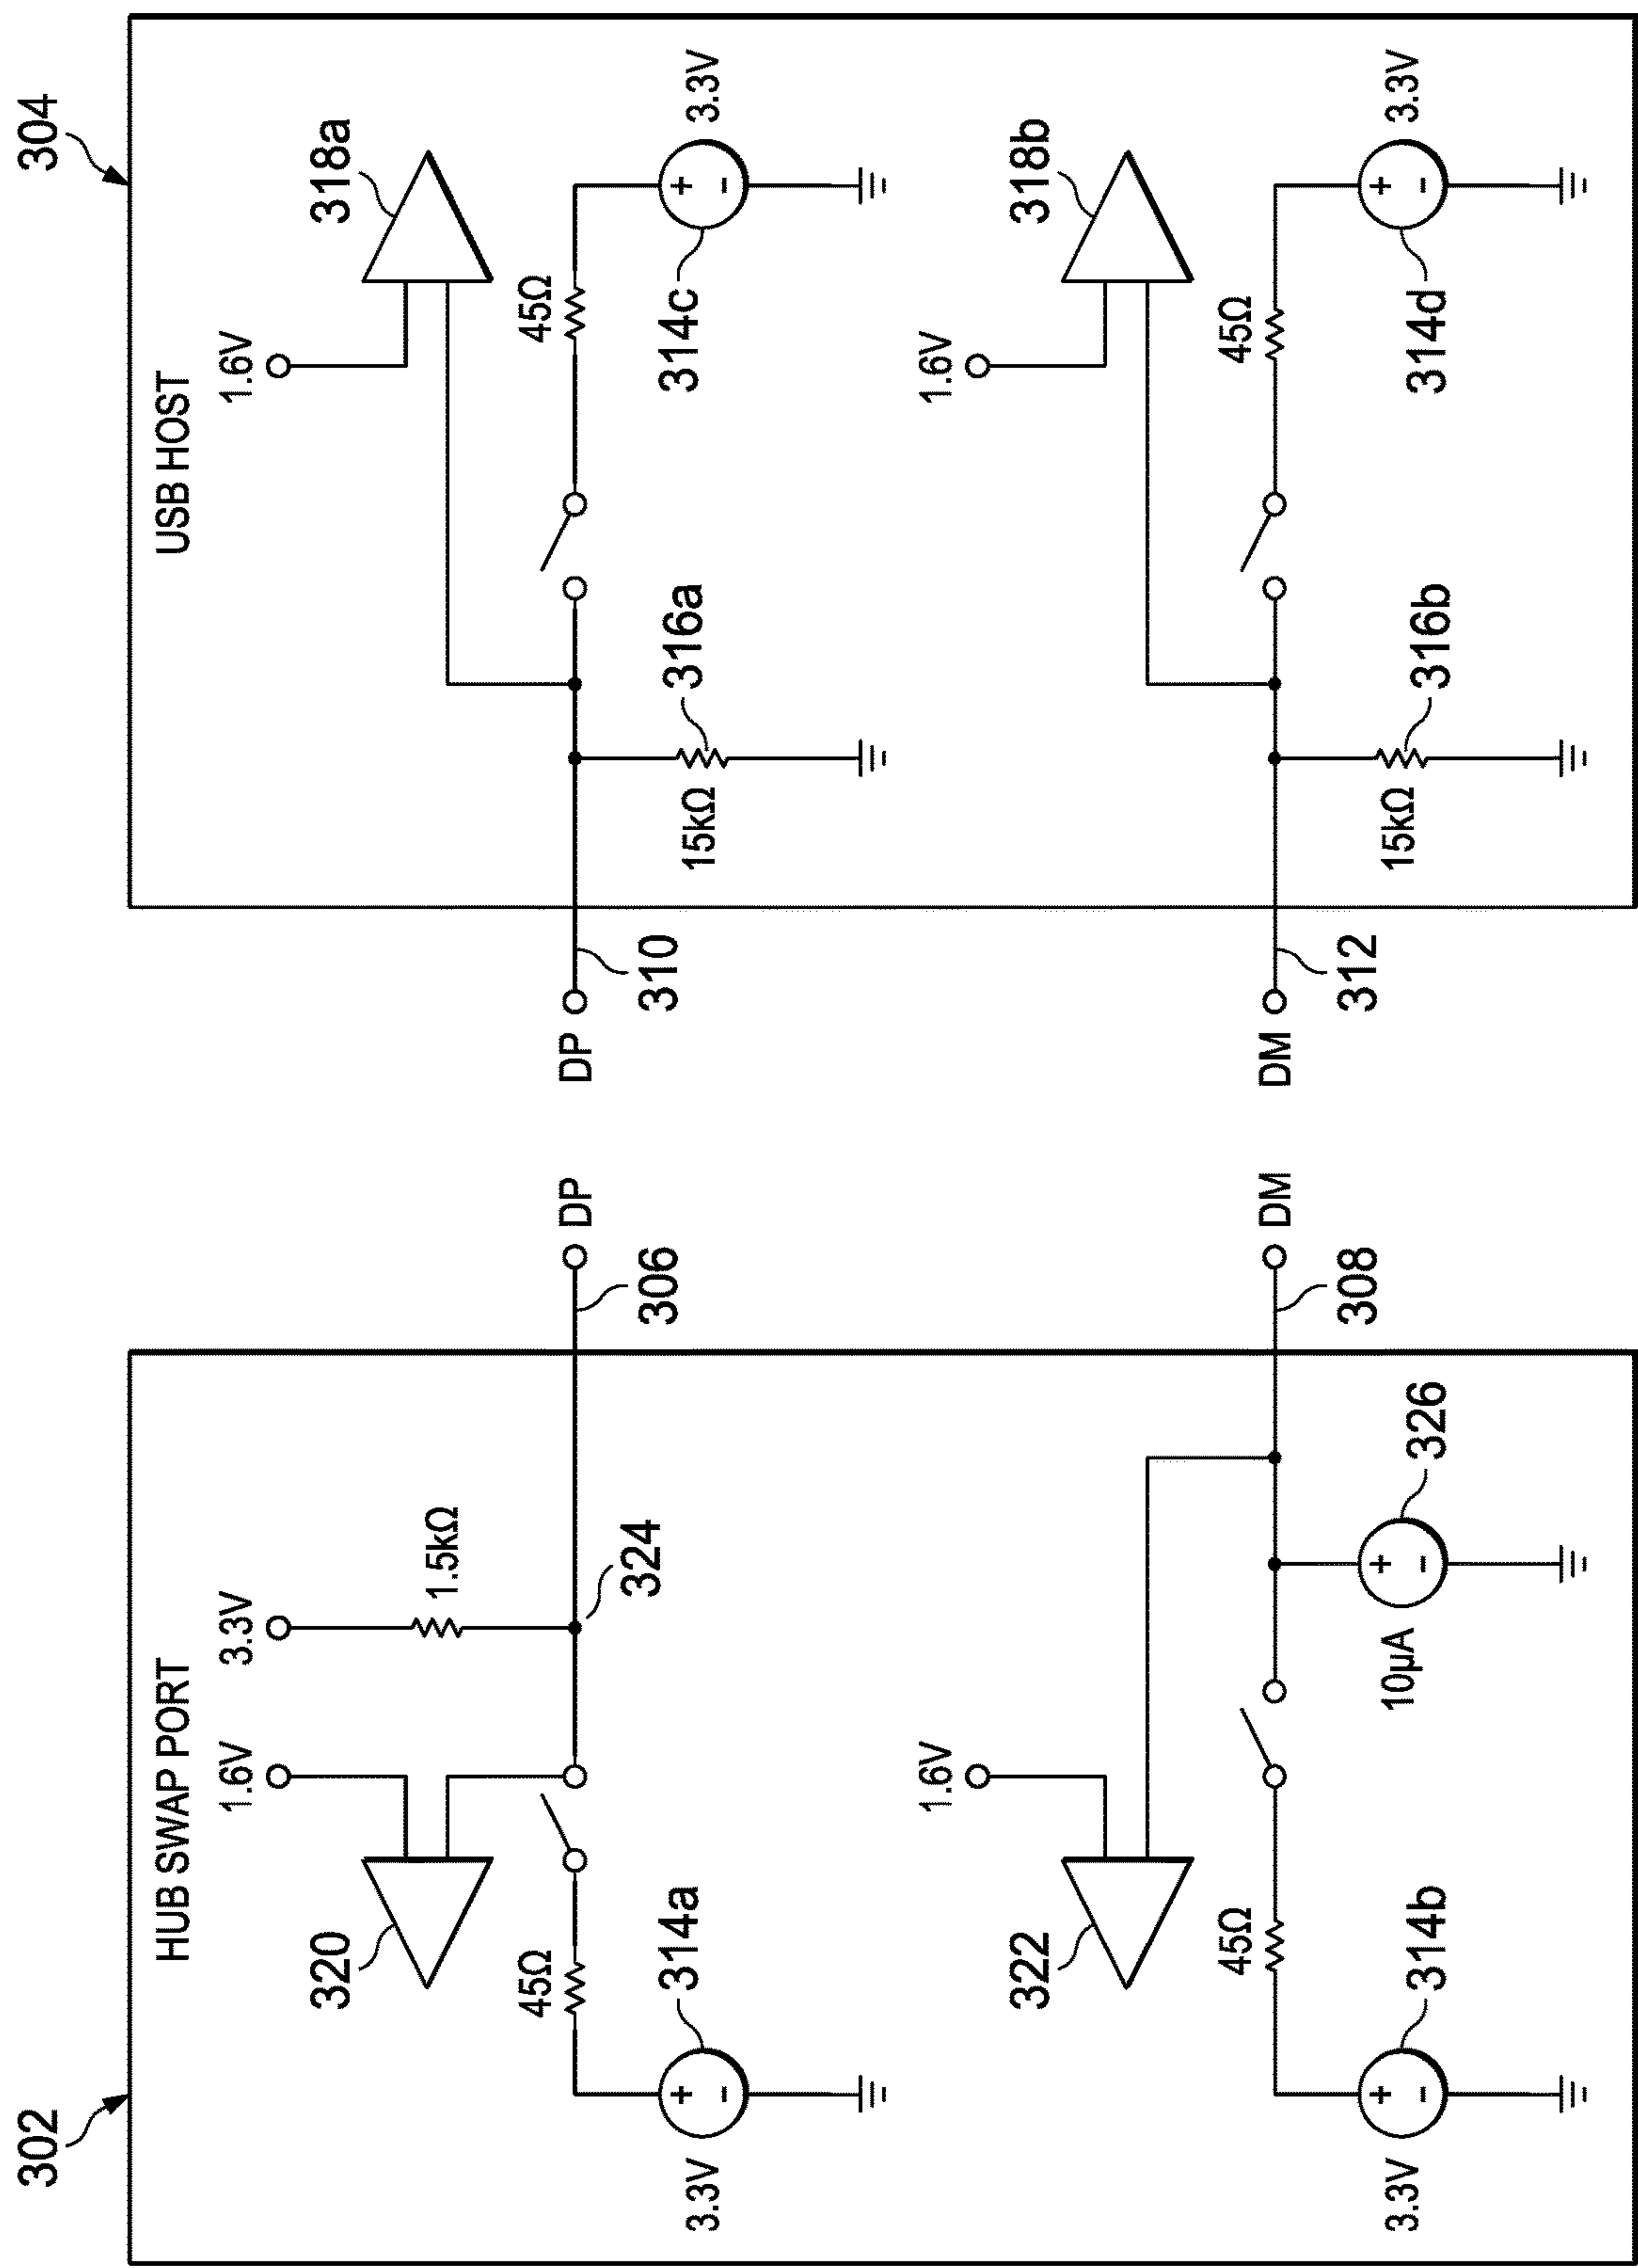 302
HUB SWAP PORT
320
1.6V
3.3V
1.5kΩ
45Ω
314a
3.3V
324
306
DP
322
1.6V
45Ω
314b
3.3V
10µA
326
308
DM
304
USB HOST
1.6V
318a
45Ω
DP
310
316a
15kΩ
314c
3.3V
1.6V
318b
45Ω
DM
312
316b
15kΩ
314d
3.3V